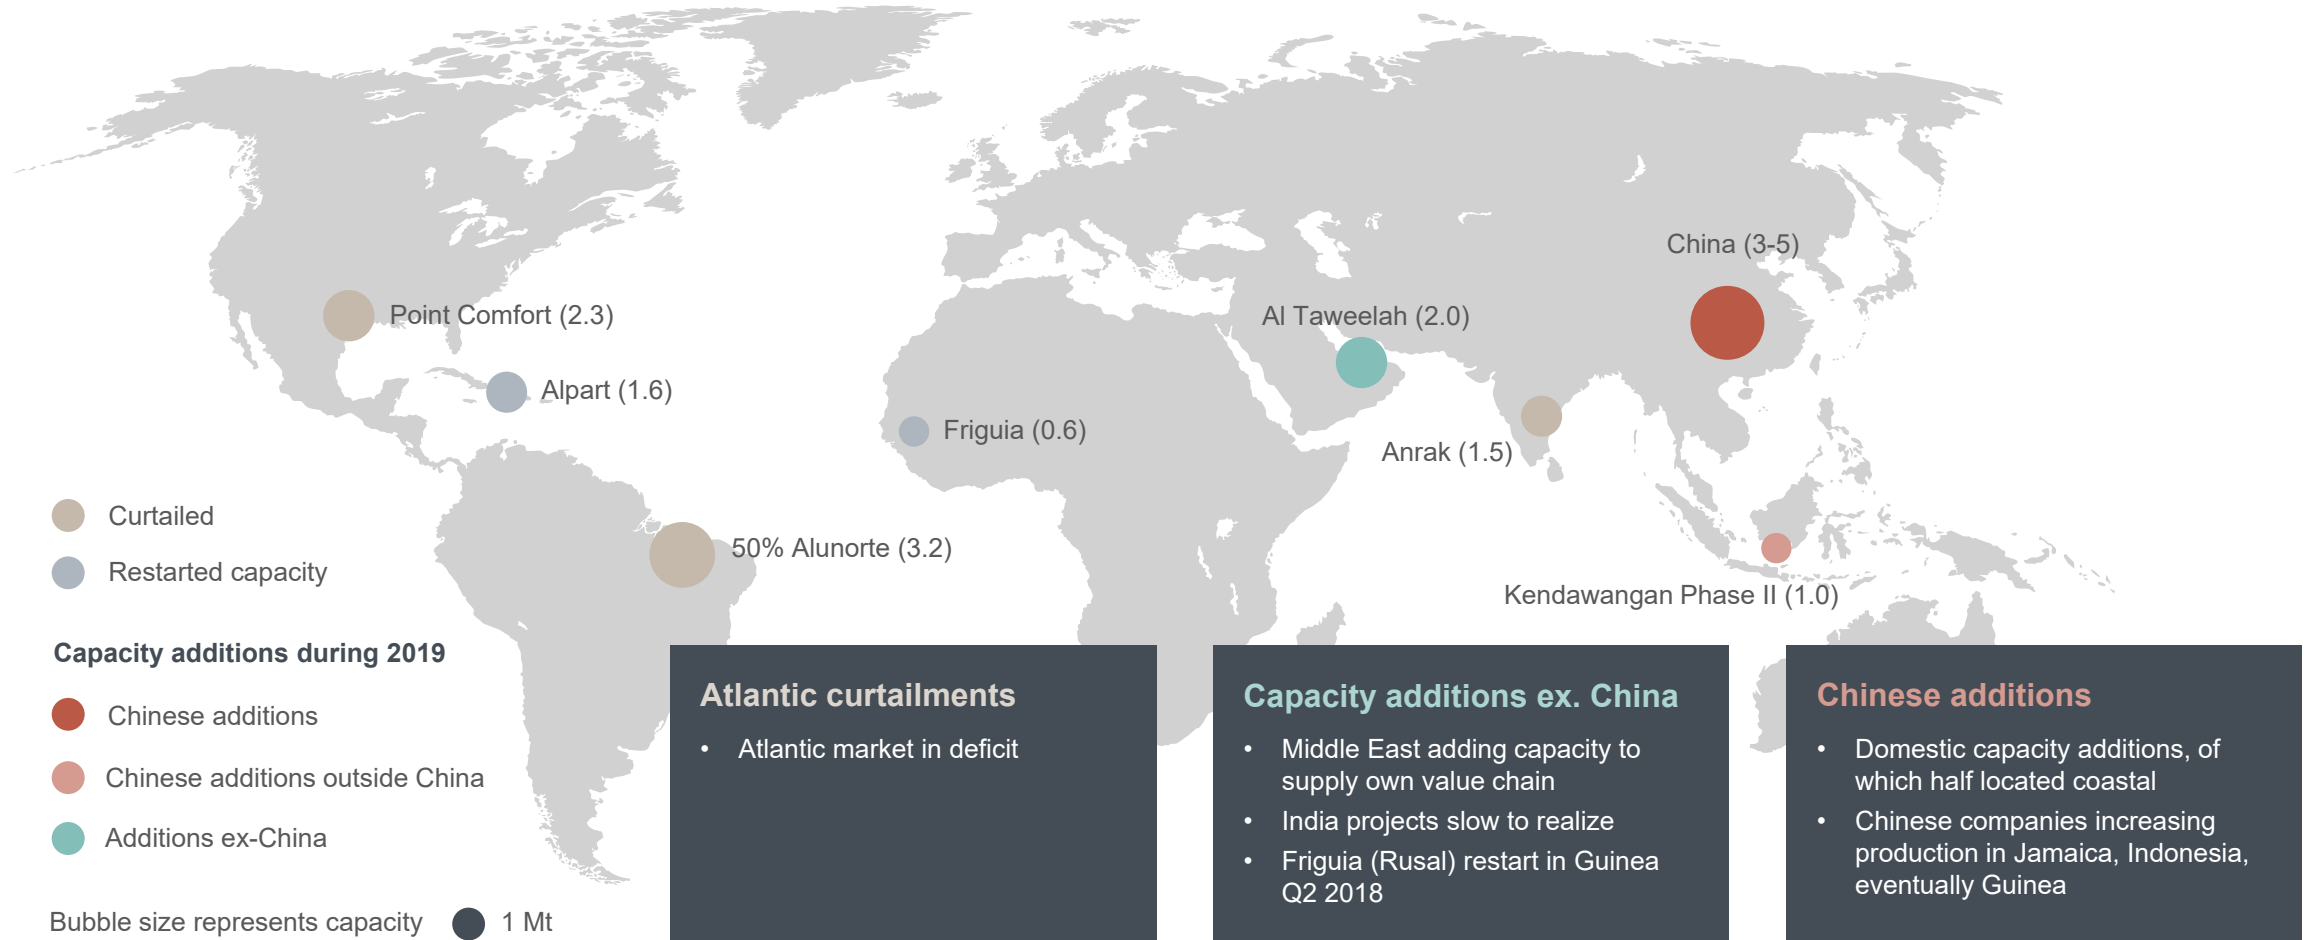 China (3-5)
Point Comfort (2.3)
Al Taweelah (2.0)
Alpart (1.6)
Friguia (0.6)
Anrak (1.5)
50% Alunorte (3.2)
Kendawangan Phase II (1.0)
Curtailed
Restarted capacity
Capacity additions during 2019
Chinese additions
Chinese additions outside China
Additions ex-China
Bubble size represents capacity
1 Mt
Atlantic curtailments
• Atlantic market in deficit
Capacity additions ex. China
• Middle East adding capacity to
supply own value chain
• India projects slow to realize
• Friguia (Rusal) restart in Guinea
Q2 2018
Chinese additions
• Domestic capacity additions, of
which half located coastal
• Chinese companies increasing
production in Jamaica, Indonesia,
eventually Guinea